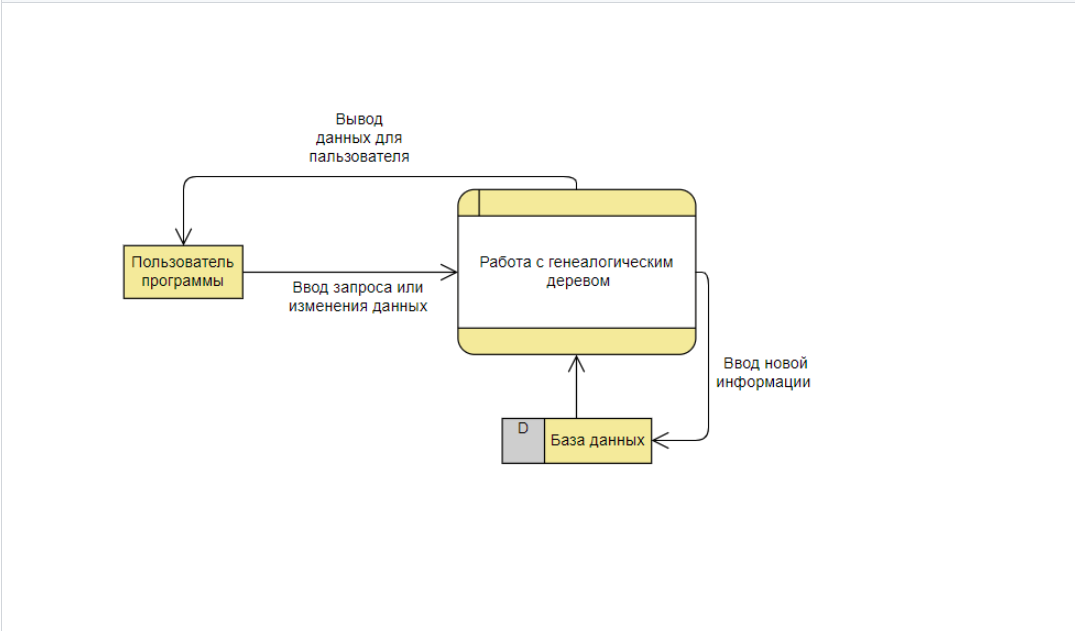 Вывод
данных для
пальзователя
Пользователь
программы
Ввод запроса или
изменения данных
Работа с генеалогическим
деревом
Ввод новой
информации
D
База данных